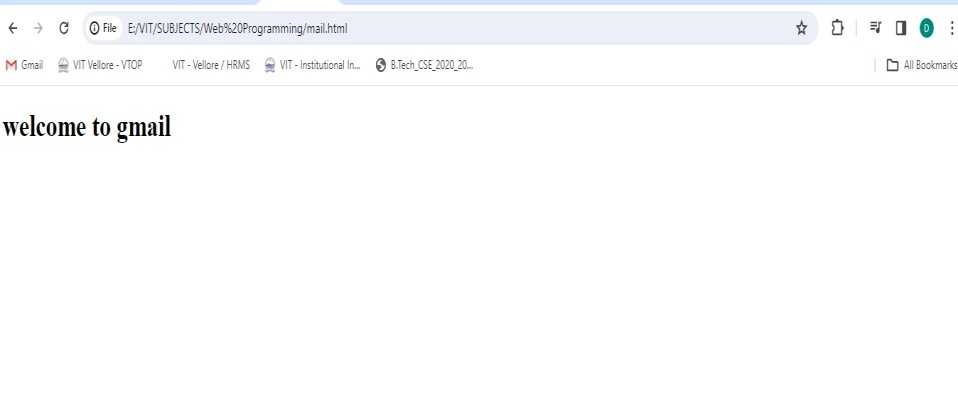 File E:/VIT/SUBJECTS/Web%20Programming/mail.html D
Gmail VIT Vellore - VTOP VIT - Vellore / HRMS VIT - Institutional In... B.Tech_CSE_2020_20... All Bookmarks
welcome to gmail